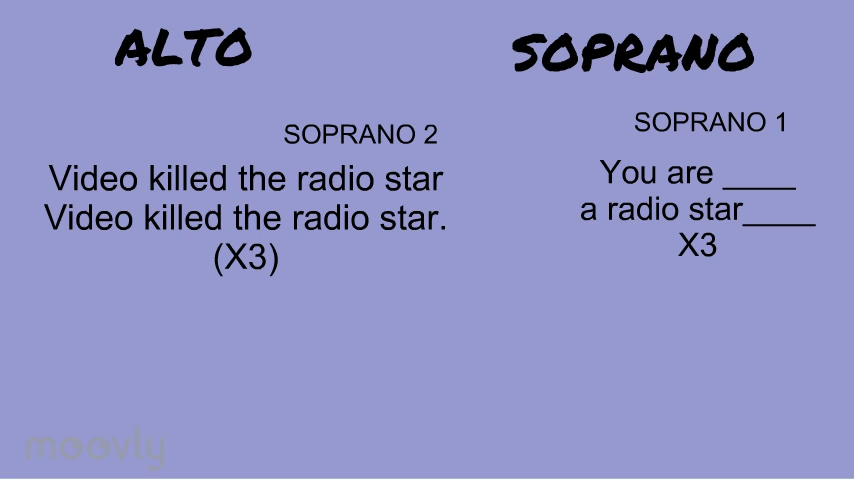 ALTO
SOPRANO
SOPRANO 2
Video killed the radio star
Video killed the radio star.
(X3)
SOPRANO 1
You are ____
a radio star____
X3
moovly